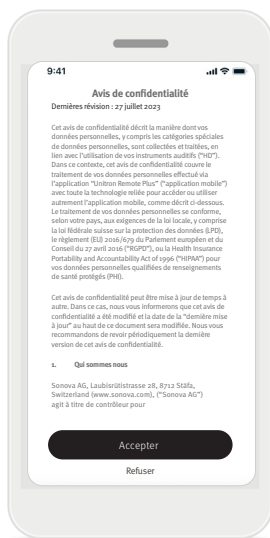 9:41
Avis de confidentialité
Dernières révision : 27 juillet 2023
Cet avis de confidentialité décrit la manière dont vos
données personnelles, y compris les catégories spéciales
de données personnelles, sont collectées et traitées, en
lien avec l'utilisation de vos instruments auditifs ("HD").
Dans ce contexte, cet avis de confidentialité couvre le
traitement de vos données personnelles effectué via
l'application "Unitron Remote Plus" ("application mobile")
avec toute la technologie reliée pour accéder ou utiliser
autrement l'application mobile, comme décrit ci-dessous.
Le traitement de vos données personnelles se conforme,
selon votre pays, aux exigences de la loi locale, y comprise
la loi fédérale suisse sur la protection des données (LPD),
le règlement (EU) 2016/679 du Parlement européen et du
Conseil du 27 avril 2016 ("RGPD"), ou la Health Insurance
Portability and Accountability Act of 1996 ("HIPAA") pour
vos données personnelles qualifiées de renseignements
de santé protégés (PHI).
Cet avis de confidentialité peut être mise à jour de temps à
autre. Dans ce cas, nous vous informerons que cet avis de
confidentialité a été modifié et la date de la "dernière mise
à jour" au haut de ce document sera modifiée. Nous vous
recommandons de revoir périodiquement la dernière
version de cet avis de confidentialité.
1. Qui sommes nous
Sonova AG, Laubisrütistrasse 28, 8712 Stäfa,
Switzerland (www.sonova.com), ("Sonova AG")
agit à titre de contrôleur pour
Accepter
Refuser